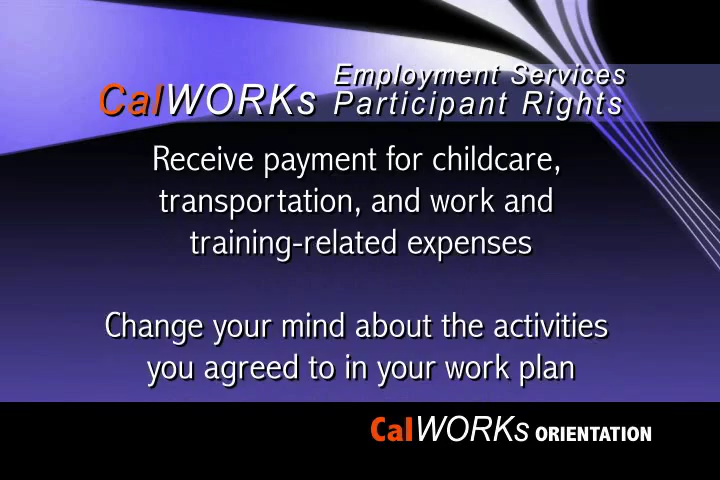 CalWORKs Employment Services
Participant Rights
Receive payment for childcare,
transportation, and work and
training-related expenses
Change your mind about the activities
you agreed to in your work plan
CalWORKs ORIENTATION